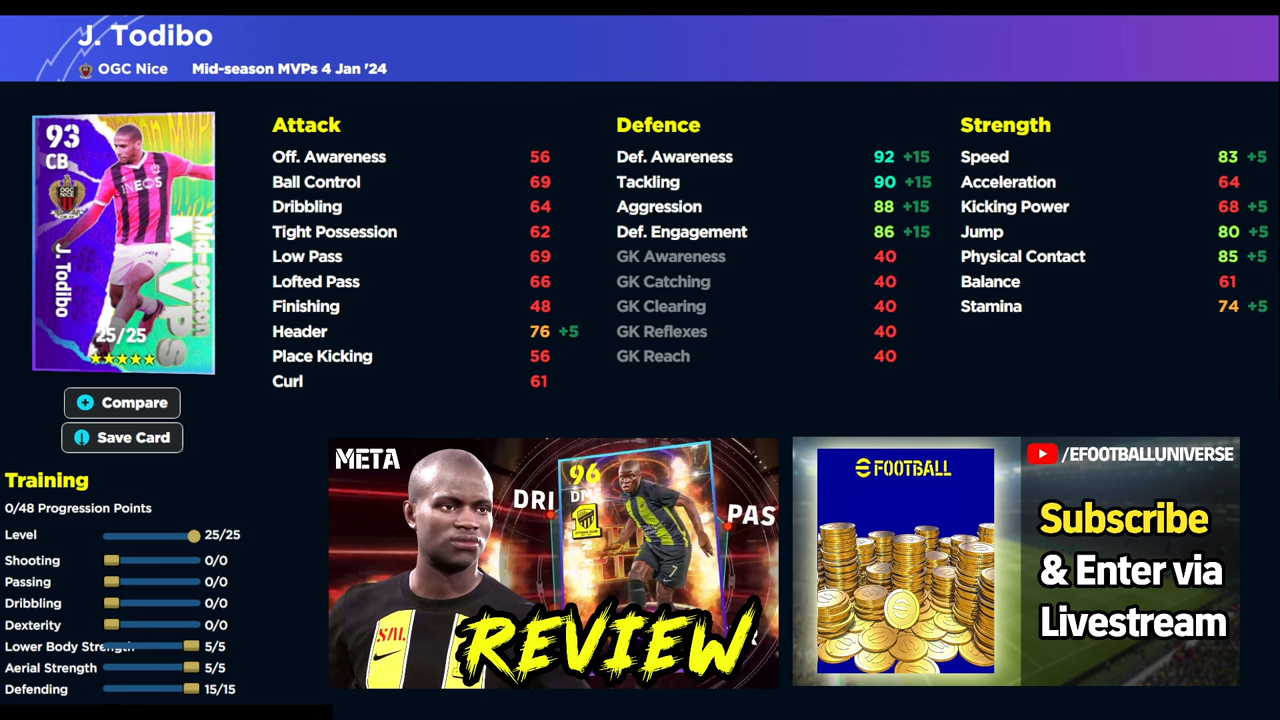 J. Todibo
OGC Nice Mid-season MVPs 4 Jan '24
93
CB
OGC
NICE
INEOS
J. Todibo
Mid-season
MVPs
25/25
Compare
Save Card
Attack
Off. Awareness 56
Ball Control 69
Dribbling 64
Tight Possession 62
Low Pass 69
Lofted Pass 66
Finishing 48
Header 76 +5
Place Kicking 56
Curl 61
Defence
Def. Awareness 92 +15
Tackling 90 +15
Aggression 88 +15
Def. Engagement 86 +15
GK Awareness 40
GK Catching 40
GK Clearing 40
GK Reflexes 40
GK Reach 40
Strength
Speed 83 +5
Acceleration 64
Kicking Power 68 +5
Jump 80 +5
Physical Contact 85 +5
Balance 61
Stamina 74 +5
Training
0/48 Progression Points
Level 25/25
Shooting 0/0
Passing 0/0
Dribbling 0/0
Dexterity 0/0
Lower Body Strength 5/5
Aerial Strength 5/5
Defending 15/15
META
96
DMF
DRI
PAS
7
REVIEW
FOOTBALL
/EFOOTBALLUNIVERSE
Subscribe
& Enter via
Livestream